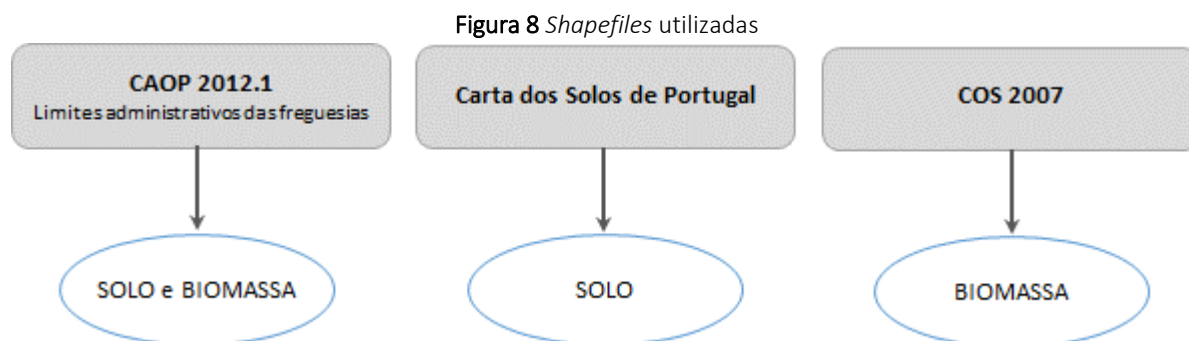 Figura 8 Shapefiles utilizadas
CAOP 2012.1
Limites administrativos das freguesias
Carta dos Solos de Portugal
COS 2007
SOLO e BIOMASSA
SOLO
BIOMASSA